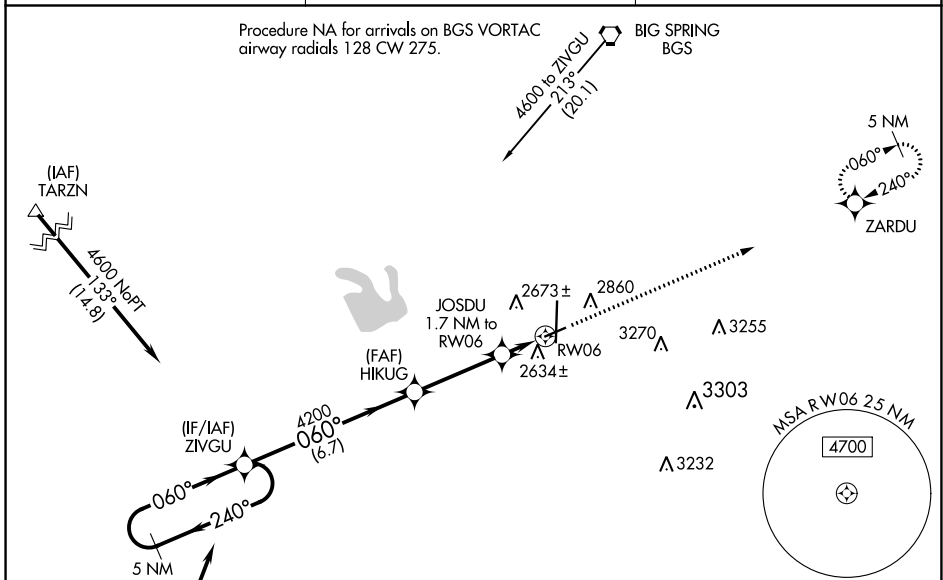 Procedure NA for arrivals on BGS VORTAC
airway radials 128 CW 275.
BIG SPRING
BGS
4600 to ZIVGU
213°
(20.1)
5 NM
060°
240°
ZARDU
(IAF)
TARZN
4600 NoPT
133°
(14.8)
JOSDU
1.7 NM to
RW06
2673±
2860
3270
3255
RW06
2634±
(FAF)
HIKUG
3303
MSA RW06 25 NM
4700
(IF/IAF)
ZIVGU
4200
060°
(6.7)
3232
060°
240°
5 NM